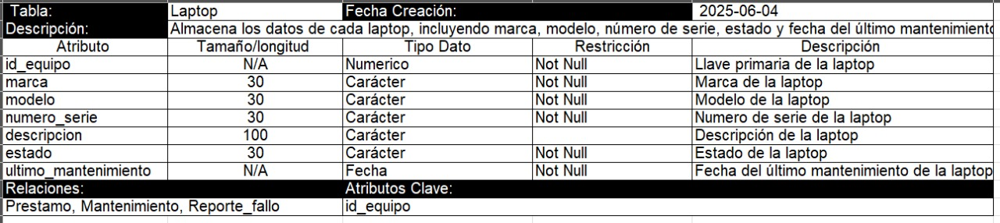 Tabla: Laptop Fecha Creación: 2025-06-04
Descripción: Almacena los datos de cada laptop, incluyendo marca, modelo, número de serie, estado y fecha del último mantenimiento
Atributo Tamaño/longitud Tipo Dato Restricción Descripción
id_equipo N/A Numerico Not Null Llave primaria de la laptop
marca 30 Carácter Not Null Marca de la laptop
modelo 30 Carácter Not Null Modelo de la laptop
numero_serie 30 Carácter Not Null Numero de serie de la laptop
descripcion 100 Carácter Descripción de la laptop
estado 30 Carácter Not Null Estado de la laptop
ultimo_mantenimiento N/A Fecha Not Null Fecha del último mantenimiento de la laptop
Relaciones: Atributos Clave:
Prestamo, Mantenimiento, Reporte_fallo id_equipo